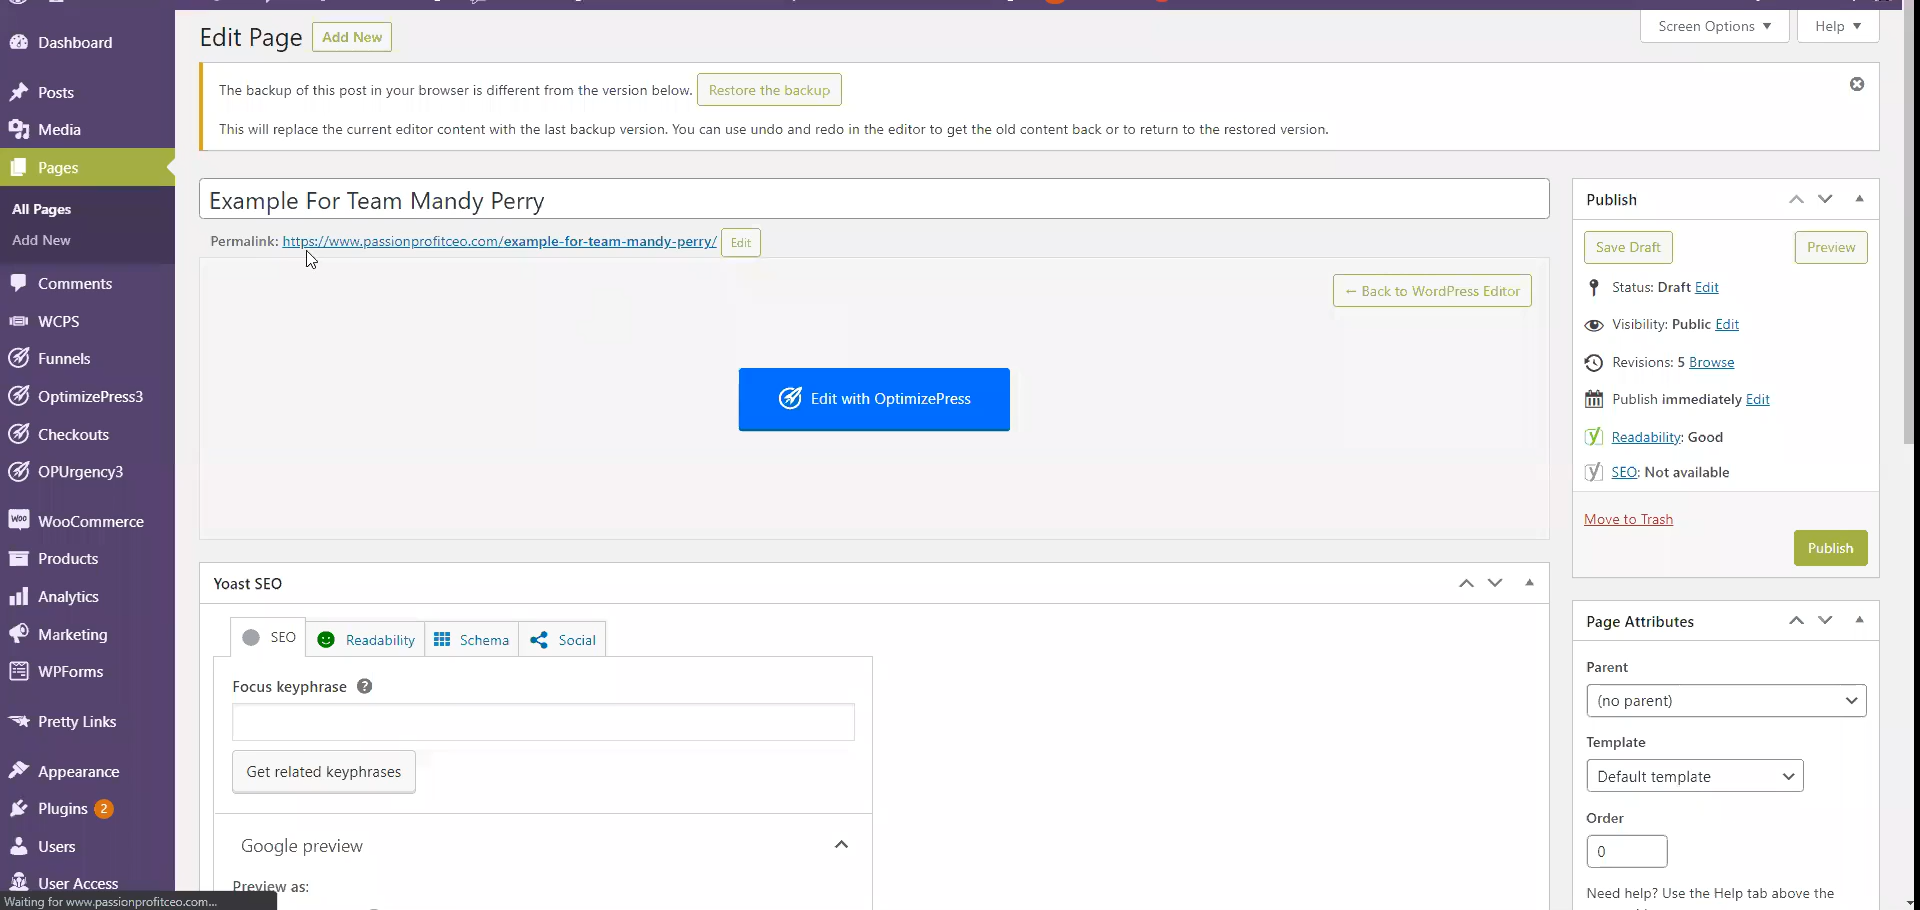 Edit Page
Add New
Screen Options
Help
The backup of this post in your browser is different from the version below.
Restore the backup
This will replace the current editor content with the last backup version. You can use undo and redo in the editor to get the old content back or to return to the restored version.
Dashboard
Posts
Media
Pages
All Pages
Add New
Comments
WCPS
Funnels
OptimizePress3
Checkouts
OPUrgency3
Woo WooCommerce
Products
Analytics
Marketing
WPForms
Pretty Links
Appearance
Plugins 2
Users
User Access
Waiting for www.passionprofitceo.com...
Example For Team Mandy Perry
Permalink: https://www.passionprofitceo.com/example-for-team-mandy-perry/ Edit
← Back to WordPress Editor
Edit with OptimizePress
Yoast SEO
SEO
Readability
Schema
Social
Focus keyphrase ?
Get related keyphrases
Google preview
Preview as:
Publish
Save Draft
Preview
Status: Draft Edit
Visibility: Public Edit
Revisions: 5 Browse
Publish immediately Edit
Readability: Good
SEO: Not available
Move to Trash
Publish
Page Attributes
Parent
(no parent)
Template
Default template
Order
0
Need help? Use the Help tab above the